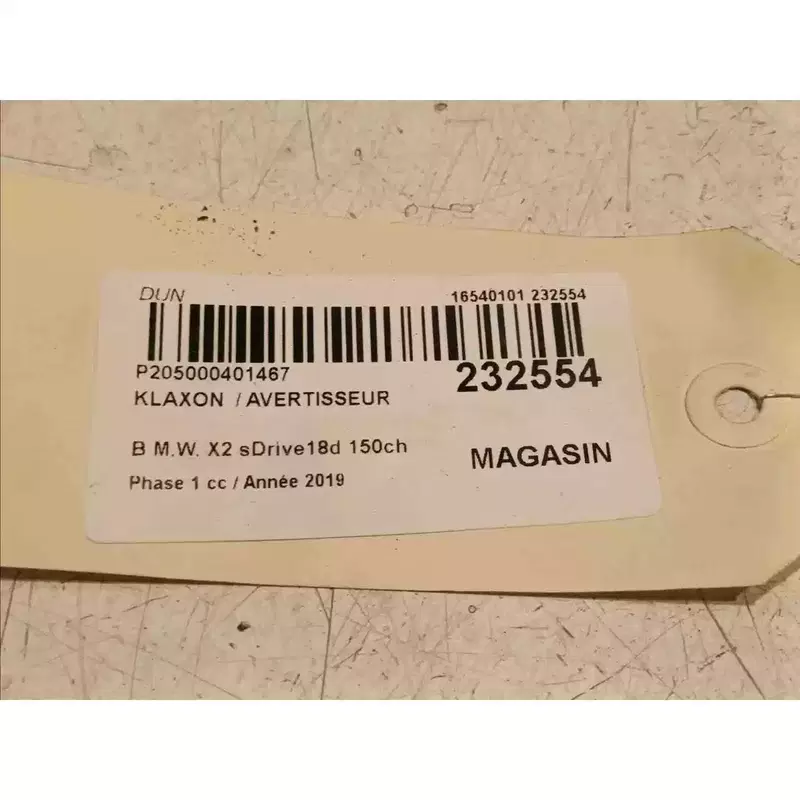 DUN 16540101 232554
P205000401467 232554
KLAXON / AVERTISSEUR
B M.W. X2 sDrive18d 150ch
MAGASIN
Phase 1 cc / Année 2019